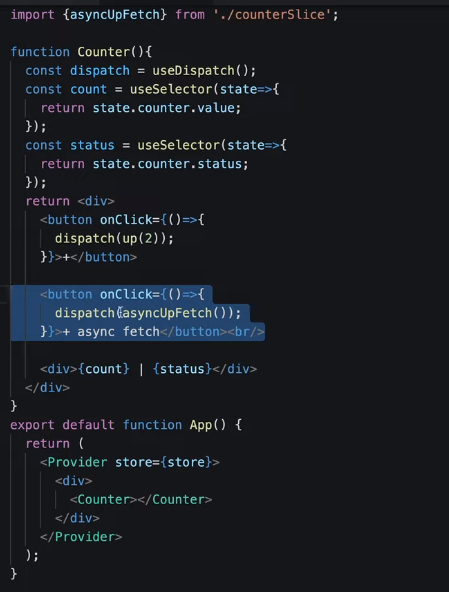 import {asyncUpFetch} from './counterSlice';
function Counter(){
const dispatch = useDispatch();
const count = useSelector(state=>{
return state.counter.value;
});
const status = useSelector(state=>{
return state.counter.status;
});
return <div>
<button onClick={()=>{
dispatch(up(2));
}}>+</button>
<button onClick={()=>{
dispatch(asyncUpFetch());
}}>+ async fetch</button><br/>
<div>{count} | {status}</div>
</div>
}
export default function App() {
return (
<Provider store={store}>
<div>
<Counter></Counter>
</div>
</Provider>
);
}